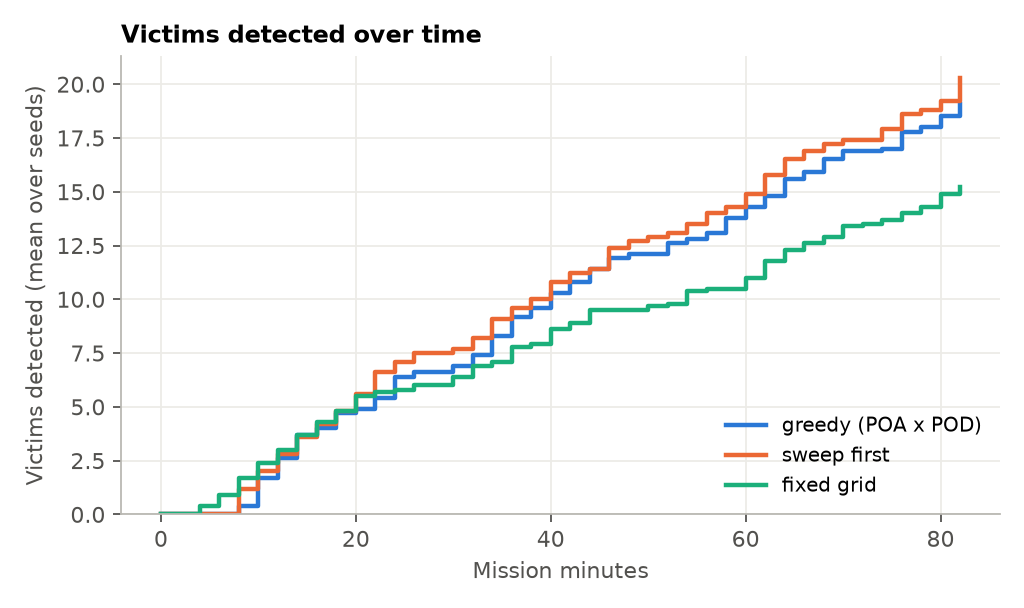 Victims detected over time
Victims detected (mean over seeds)
20.0
17.5
15.0
12.5
10.0
7.5
5.0
2.5
0.0
greedy (POA x POD)
sweep first
fixed grid
0 20 40 60 80
Mission minutes